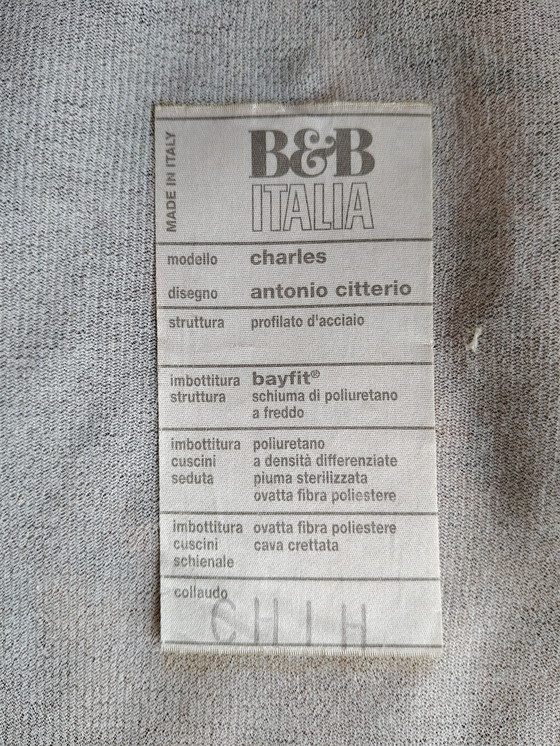 MADE IN ITALY
B&B
ITALIA
modello charles
disegno antonio citterio
struttura profilato d'acciaio
imbottitura bayfit®
struttura schiuma di poliuretano
a freddo
imbottitura poliuretano
cuscini a densità differenziate
seduta piuma sterilizzata
ovatta fibra poliestere
imbottitura ovatta fibra poliestere
cuscini cava crettata
schienale
collaudo